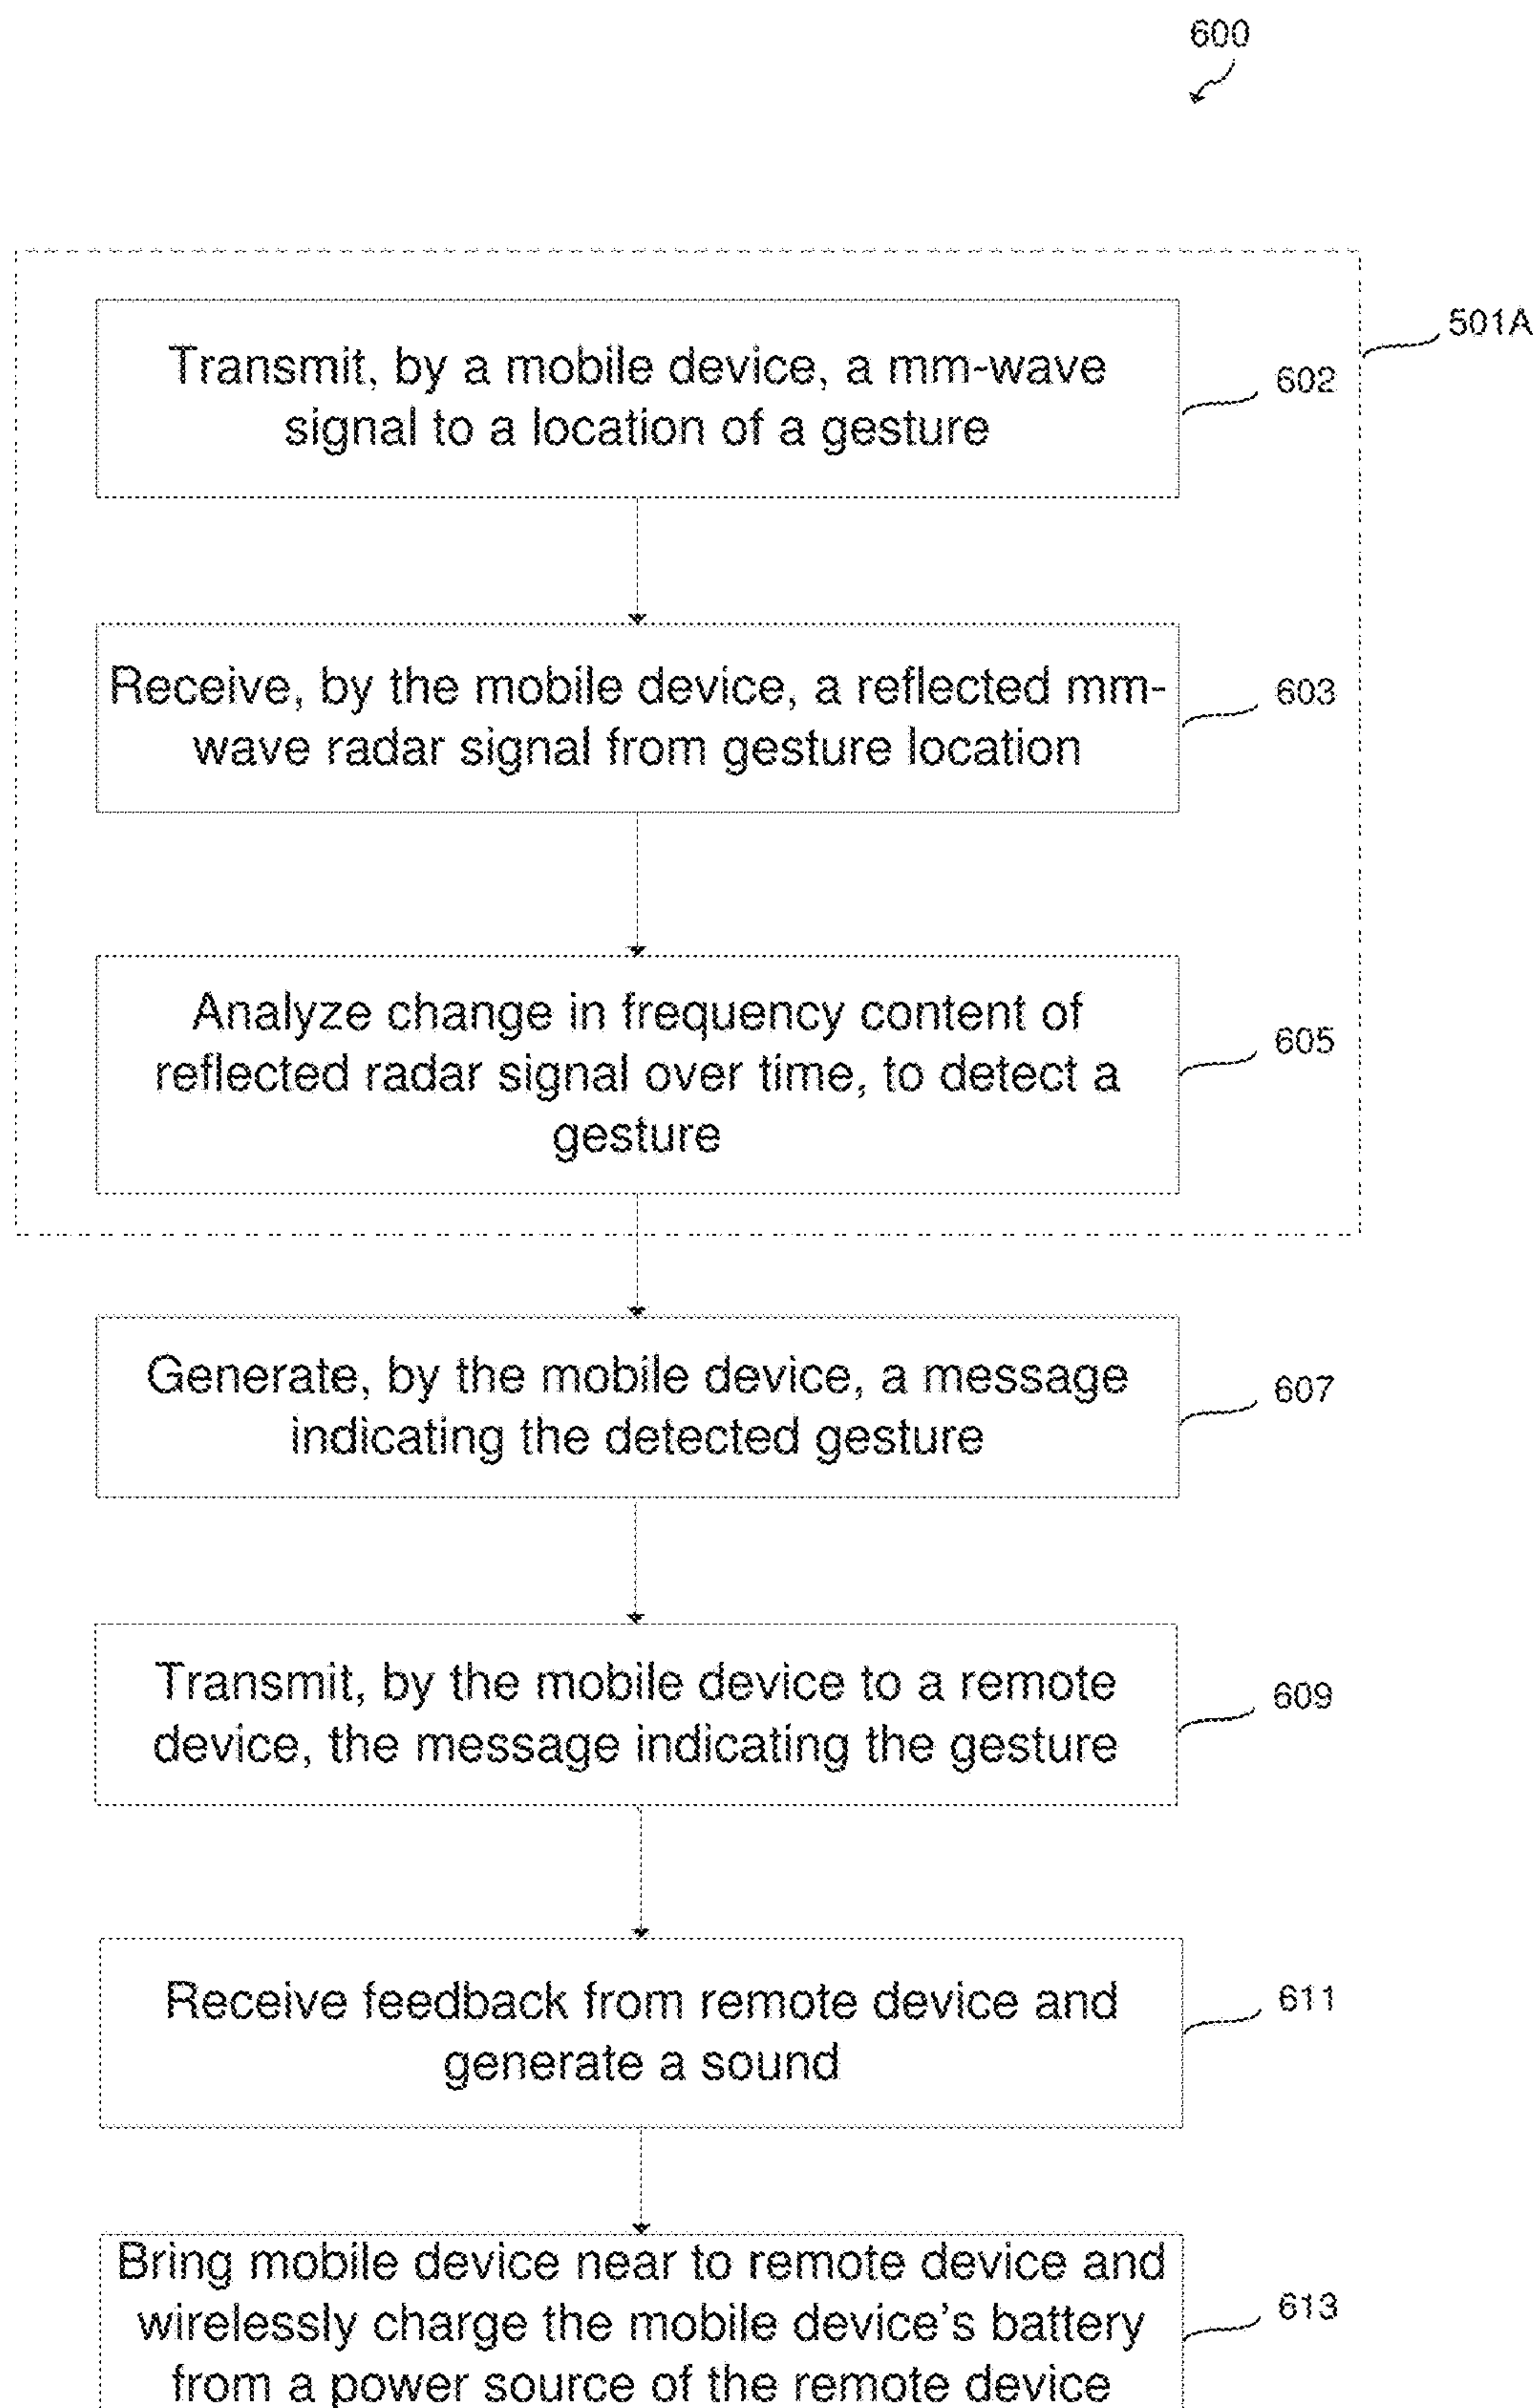 600
501A
Transmit, by a mobile device, a mm-wave
signal to a location of a gesture
602
Receive, by the mobile device, a reflected mm-
wave radar signal from gesture location
603
Analyze change in frequency content of
reflected radar signal over time, to detect a
gesture
605
Generate, by the mobile device, a message
indicating the detected gesture
607
Transmit, by the mobile device to a remote
device, the message indicating the gesture
609
Receive feedback from remote device and
generate a sound
611
Bring mobile device near to remote device and
wirelessly charge the mobile device's battery
from a power source of the remote device
613